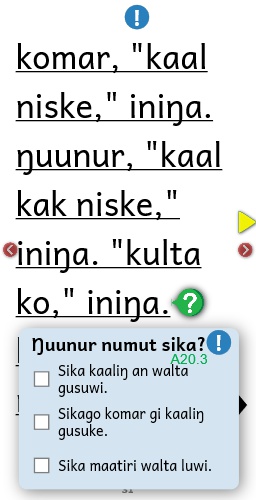 komar, "kaal
niske," iniŋa.
ŋuunur, "kaal
kak niske,"
iniŋa. "kulta
ko," iniŋa.
Ŋuunur numut sika?
A20.3
Sika kaaliŋ an walta
gusuwi.
Sikago komar gi kaaliŋ
gusuke.
Sika maatiri walta luwi.
31